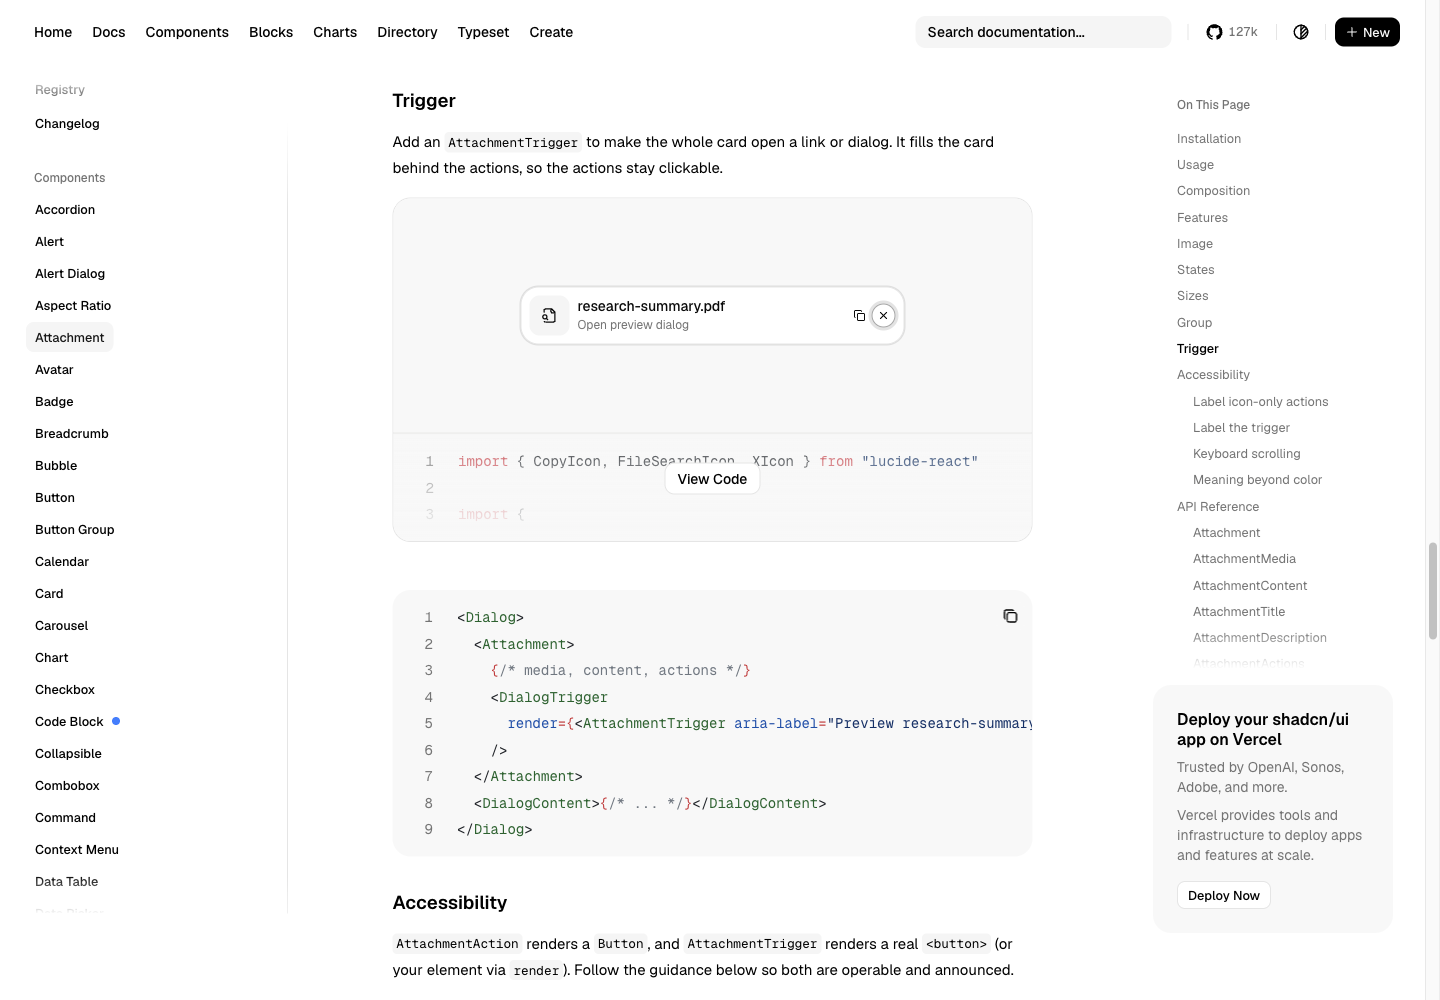 Home Docs Components Blocks Charts Directory Typeset Create
Search documentation...
127k
New
Registry
Changelog
Components
Accordion
Alert
Alert Dialog
Aspect Ratio
Attachment
Avatar
Badge
Breadcrumb
Bubble
Button
Button Group
Calendar
Card
Carousel
Chart
Checkbox
Code Block
Collapsible
Combobox
Command
Context Menu
Data Table
Trigger
Add an AttachmentTrigger to make the whole card open a link or dialog. It fills the card
behind the actions, so the actions stay clickable.
research-summary.pdf
Open preview dialog
1 import { CopyIcon, FileSearchIcon, XIcon } from "lucide-react"
2
3 import {
View Code
1 <Dialog>
2 <Attachment>
3 {/* media, content, actions */}
4 <DialogTrigger
5 render={<AttachmentTrigger aria-label="Preview research-summary
6 />
7 </Attachment>
8 <DialogContent>{/* ... */}</DialogContent>
9 </Dialog>
Accessibility
AttachmentAction renders a Button, and AttachmentTrigger renders a real <button> (or
your element via render). Follow the guidance below so both are operable and announced.
On This Page
Installation
Usage
Composition
Features
Image
States
Sizes
Group
Trigger
Accessibility
Label icon-only actions
Label the trigger
Keyboard scrolling
Meaning beyond color
API Reference
Attachment
AttachmentMedia
AttachmentContent
AttachmentTitle
AttachmentDescription
AttachmentActions
Deploy your shadcn/ui
app on Vercel
Trusted by OpenAI, Sonos,
Adobe, and more.
Vercel provides tools and
infrastructure to deploy apps
and features at scale.
Deploy Now